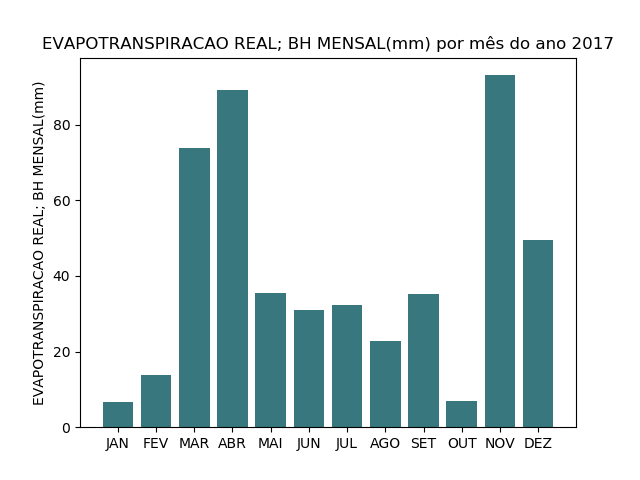 EVAPOTRANSPIRACAO REAL; BH MENSAL(mm) por mês do ano 2017
EVAPOTRANSPIRACAO REAL; BH MENSAL(mm)
80
60
40
20
0
JAN FEV MAR ABR MAI JUN JUL AGO SET OUT NOV DEZ